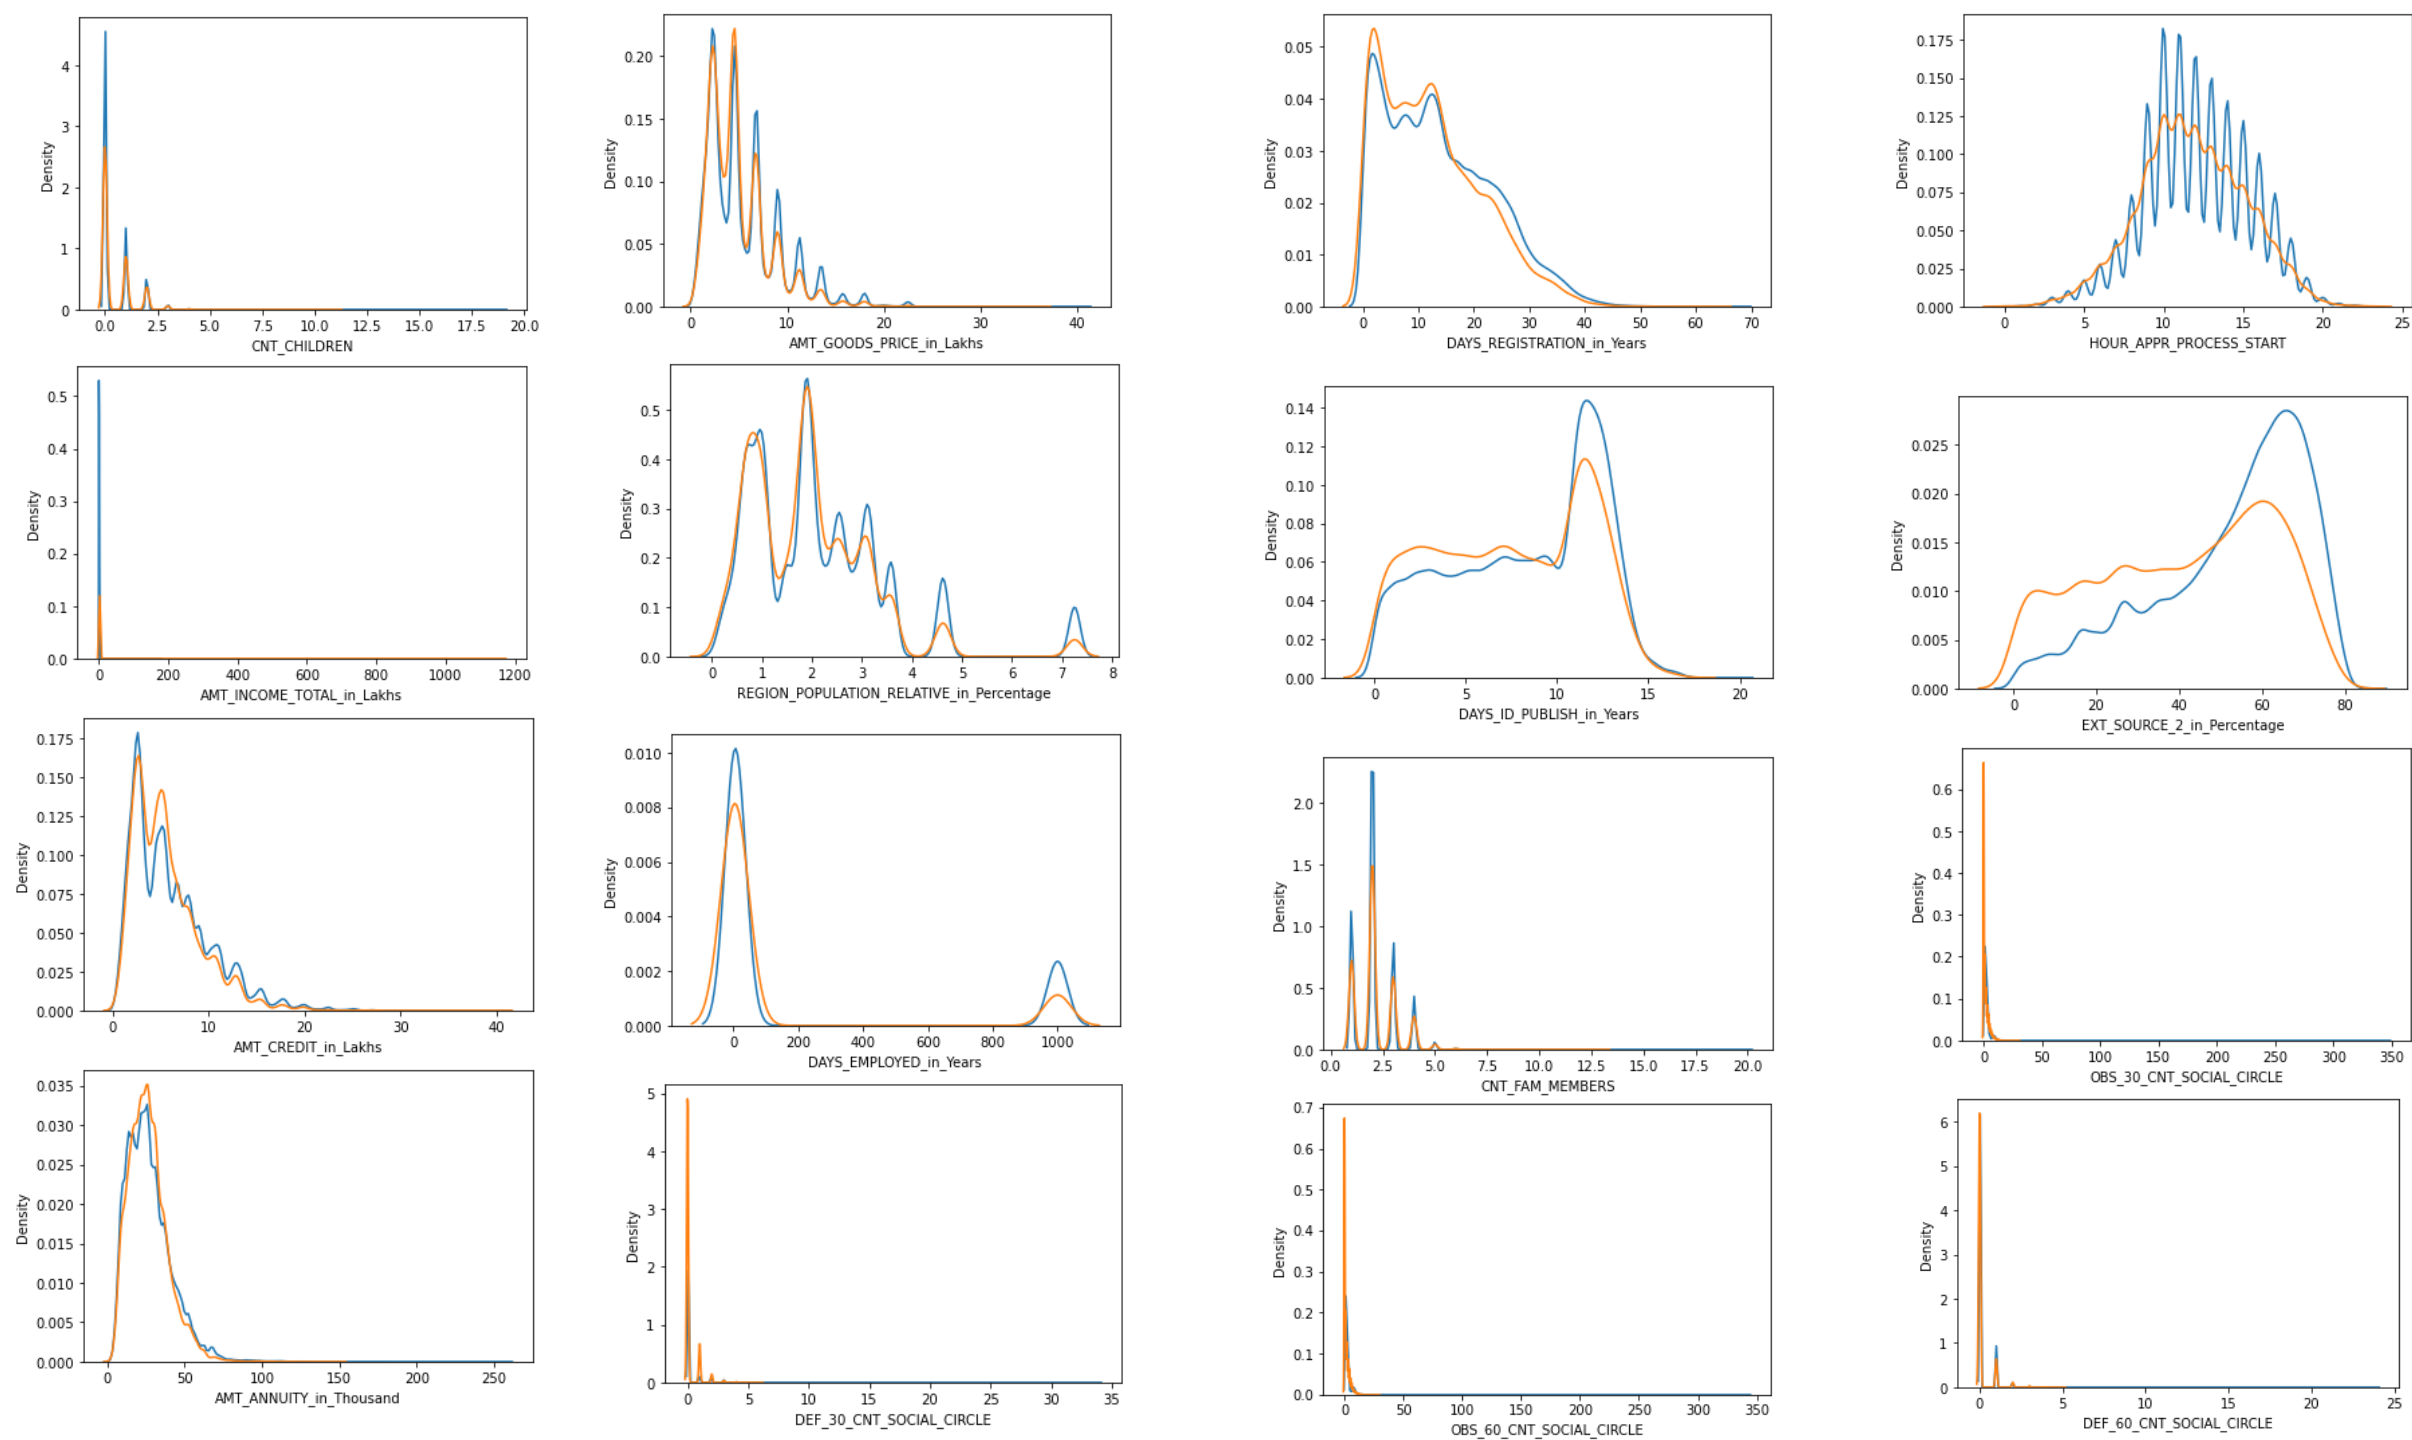 Density
4
3
2
1
0
0.0 2.5 5.0 7.5 10.0 12.5 15.0 17.5 20.0
CNT_CHILDREN
Density
0.20
0.15
0.10
0.05
0.00
0 10 20 30 40
AMT_GOODS_PRICE_in_Lakhs
Density
0.05
0.04
0.03
0.02
0.01
0.00
0 10 20 30 40 50 60 70
DAYS_REGISTRATION_in_Years
Density
0.175
0.150
0.125
0.100
0.075
0.050
0.025
0.000
0 5 10 15 20 25
HOUR_APPR_PROCESS_START
Density
0.5
0.4
0.3
0.2
0.1
0.0
0 200 400 600 800 1000 1200
AMT_INCOME_TOTAL_in_Lakhs
Density
0.5
0.4
0.3
0.2
0.1
0.0
0 1 2 3 4 5 6 7 8
REGION_POPULATION_RELATIVE_in_Percentage
Density
0.14
0.12
0.10
0.08
0.06
0.04
0.02
0.00
0 5 10 15 20
DAYS_ID_PUBLISH_in_Years
Density
0.025
0.020
0.015
0.010
0.005
0.000
0 20 40 60 80
EXT_SOURCE_2_in_Percentage
Density
0.175
0.150
0.125
0.100
0.075
0.050
0.025
0.000
0 10 20 30 40
AMT_CREDIT_in_Lakhs
Density
0.010
0.008
0.006
0.004
0.002
0.000
0 200 400 600 800 1000
DAYS_EMPLOYED_in_Years
Density
2.0
1.5
1.0
0.5
0.0
0.0 2.5 5.0 7.5 10.0 12.5 15.0 17.5 20.0
CNT_FAM_MEMBERS
Density
0.6
0.5
0.4
0.3
0.2
0.1
0.0
0 50 100 150 200 250 300 350
OBS_30_CNT_SOCIAL_CIRCLE
Density
0.035
0.030
0.025
0.020
0.015
0.010
0.005
0.000
0 50 100 150 200 250
AMT_ANNUITY_in_Thousand
Density
5
4
3
2
1
0
0 5 10 15 20 25 30 35
DEF_30_CNT_SOCIAL_CIRCLE
Density
0.7
0.6
0.5
0.4
0.3
0.2
0.1
0.0
0 50 100 150 200 250 300 350
OBS_60_CNT_SOCIAL_CIRCLE
Density
6
5
4
3
2
1
0
0 5 10 15 20 25
DEF_60_CNT_SOCIAL_CIRCLE